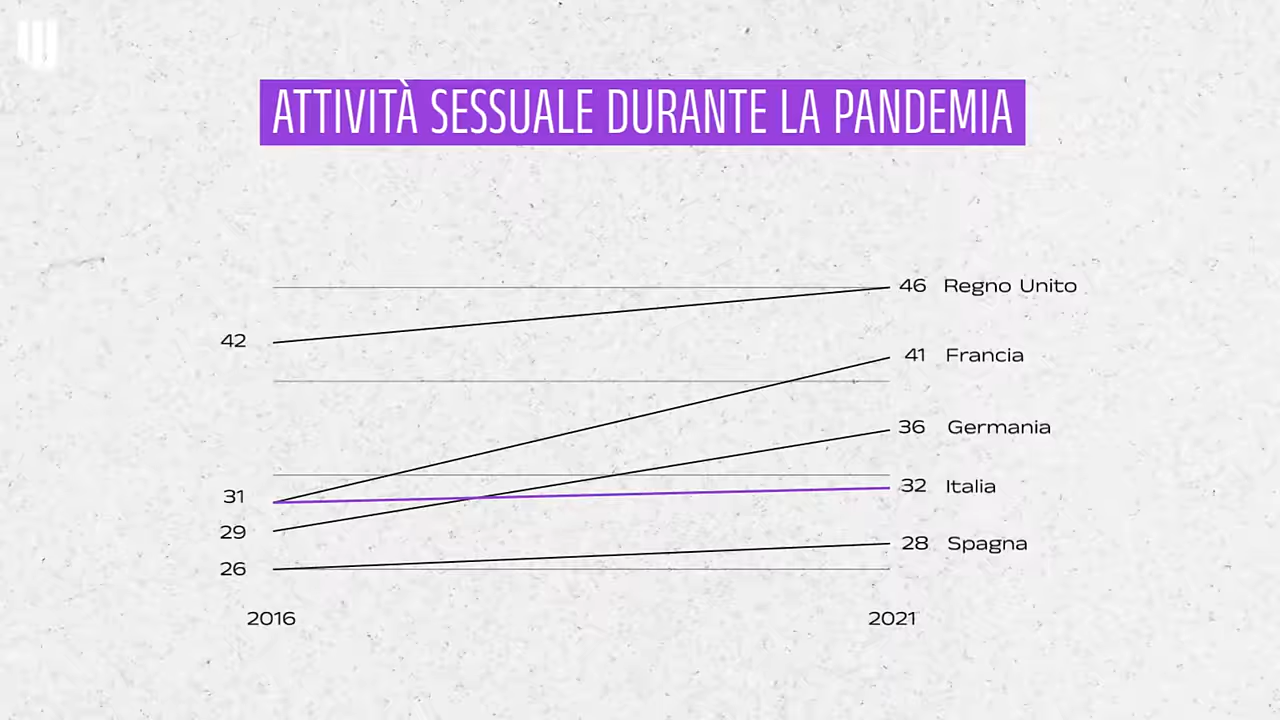 ATTIVITÀ SESSUALE DURANTE LA PANDEMIA
46 Regno Unito
42
41 Francia
36 Germania
31
32 Italia
29
28 Spagna
26
2016 2021